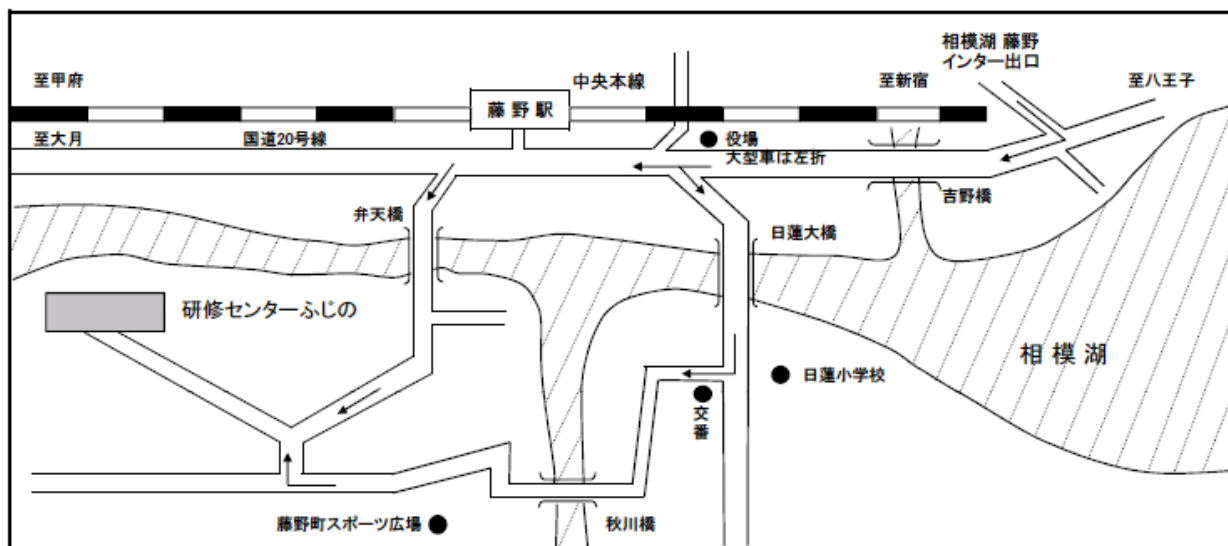 相模湖 藤野
インター出口
至甲府
中央本線
至新宿
至八王子
藤野駅
至大月
国道20号線
役場
大型車は左折
吉野橋
弁天橋
日蓮大橋
研修センターふじの
相模湖
日蓮小学校
交番
藤野町スポーツ広場
秋川橋